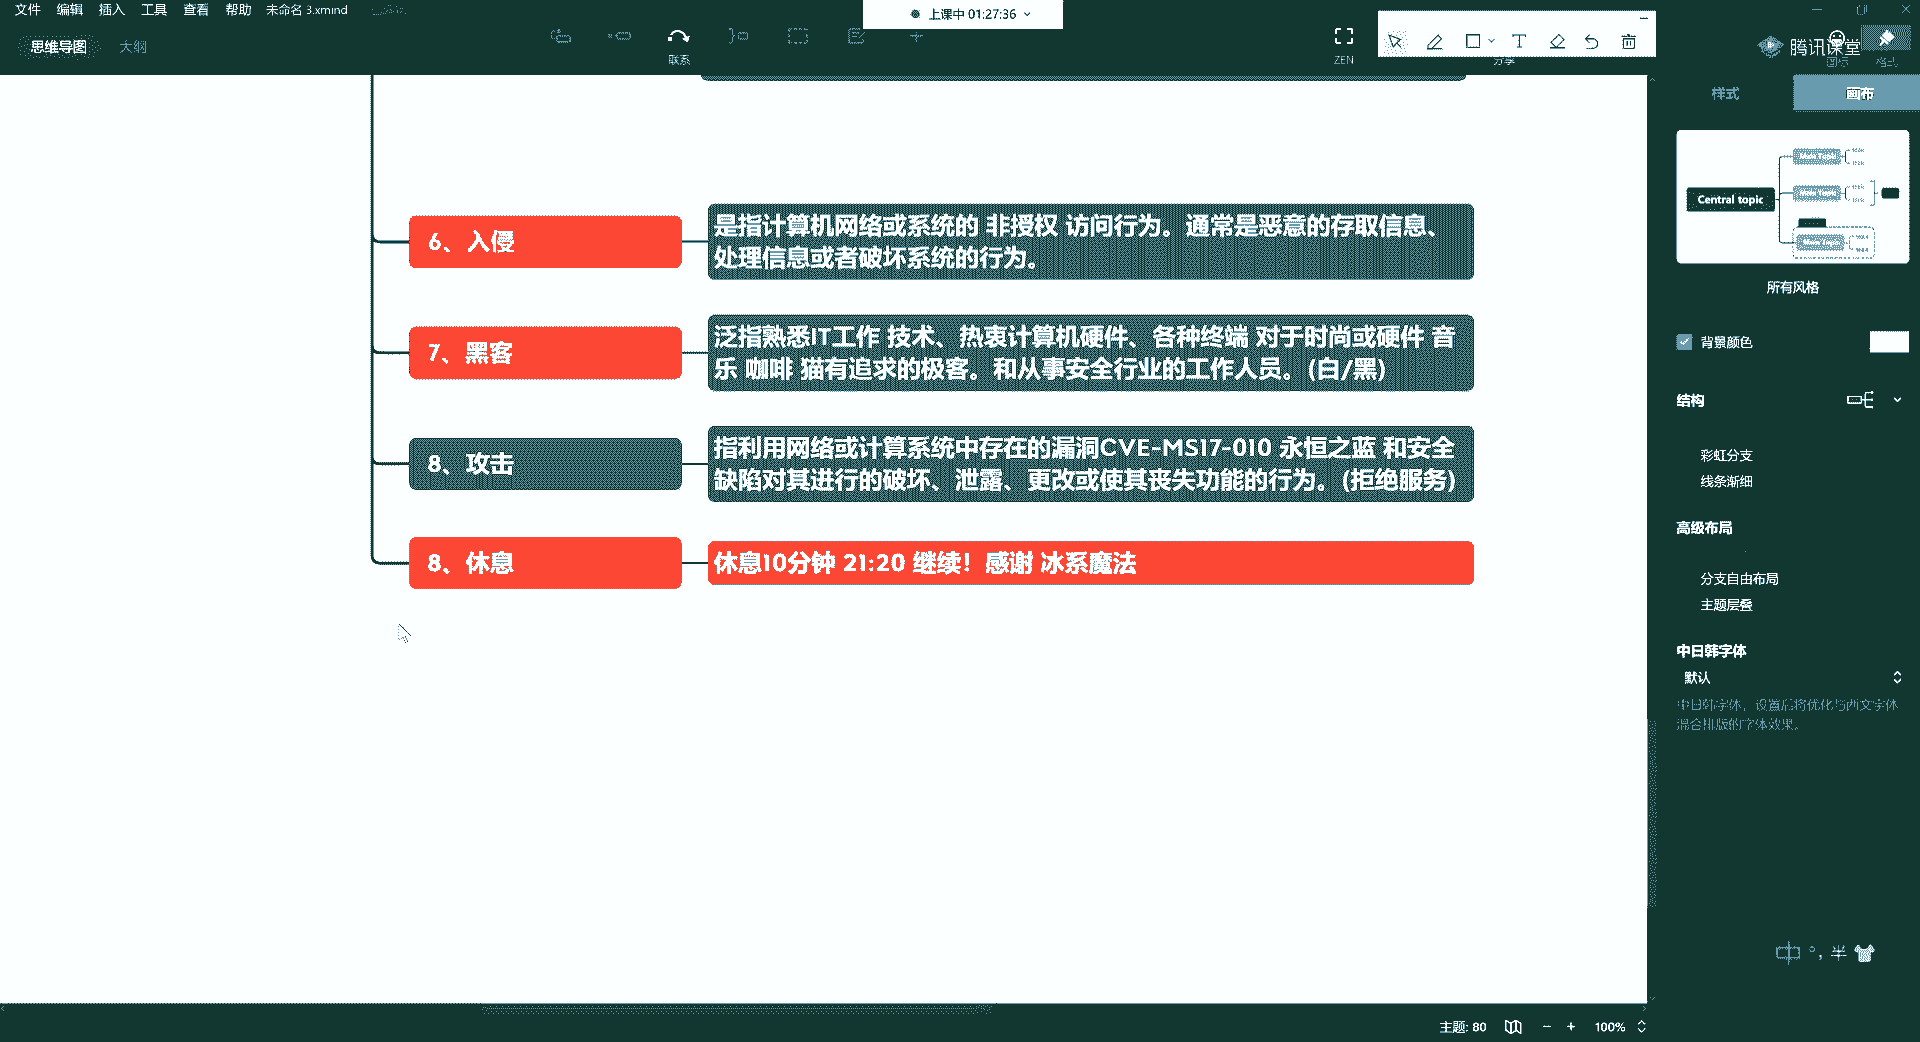 文件 编辑 插入 工具 查看 帮助 未命名 3.xmind
上课中 01:27:36
思维导图 大纲
联系
ZEN
分享
腾讯课堂
图标 格式
样式 画布
Central topic
所有风格
背景颜色
结构
彩虹分支
线条渐细
高级布局
分支自由布局
主题层叠
中日韩字体
默认
中日韩字体，设置后将优化与西文字体
混合排版的字体效果。
6、入侵
是指计算机网络或系统的 非授权 访问行为。通常是恶意的存取信息、
处理信息或者破坏系统的行为。
7、黑客
泛指熟悉IT工作 技术、热衷计算机硬件、各种终端 对于时尚或硬件 音
乐 咖啡 猫有追求的极客。和从事安全行业的工作人员。(白/黑)
8、攻击
指利用网络或计算系统中存在的漏洞CVE-MS17-010 永恒之蓝 和安全
缺陷对其进行的破坏、泄露、更改或使其丧失功能的行为。(拒绝服务)
8、休息
休息10分钟 21:20 继续！感谢 冰系魔法
中 °, 半
主题: 80
100%